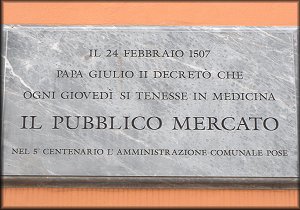 IL 24 FEBBRAIO 1507
PAPA GIULIO II DECRETÒ CHE
OGNI GIOVEDÌ SI TENESSE IN MEDICINA
IL PUBBLICO MERCATO
NEL 5° CENTENARIO L'AMMINISTRAZIONE COMUNALE POSE